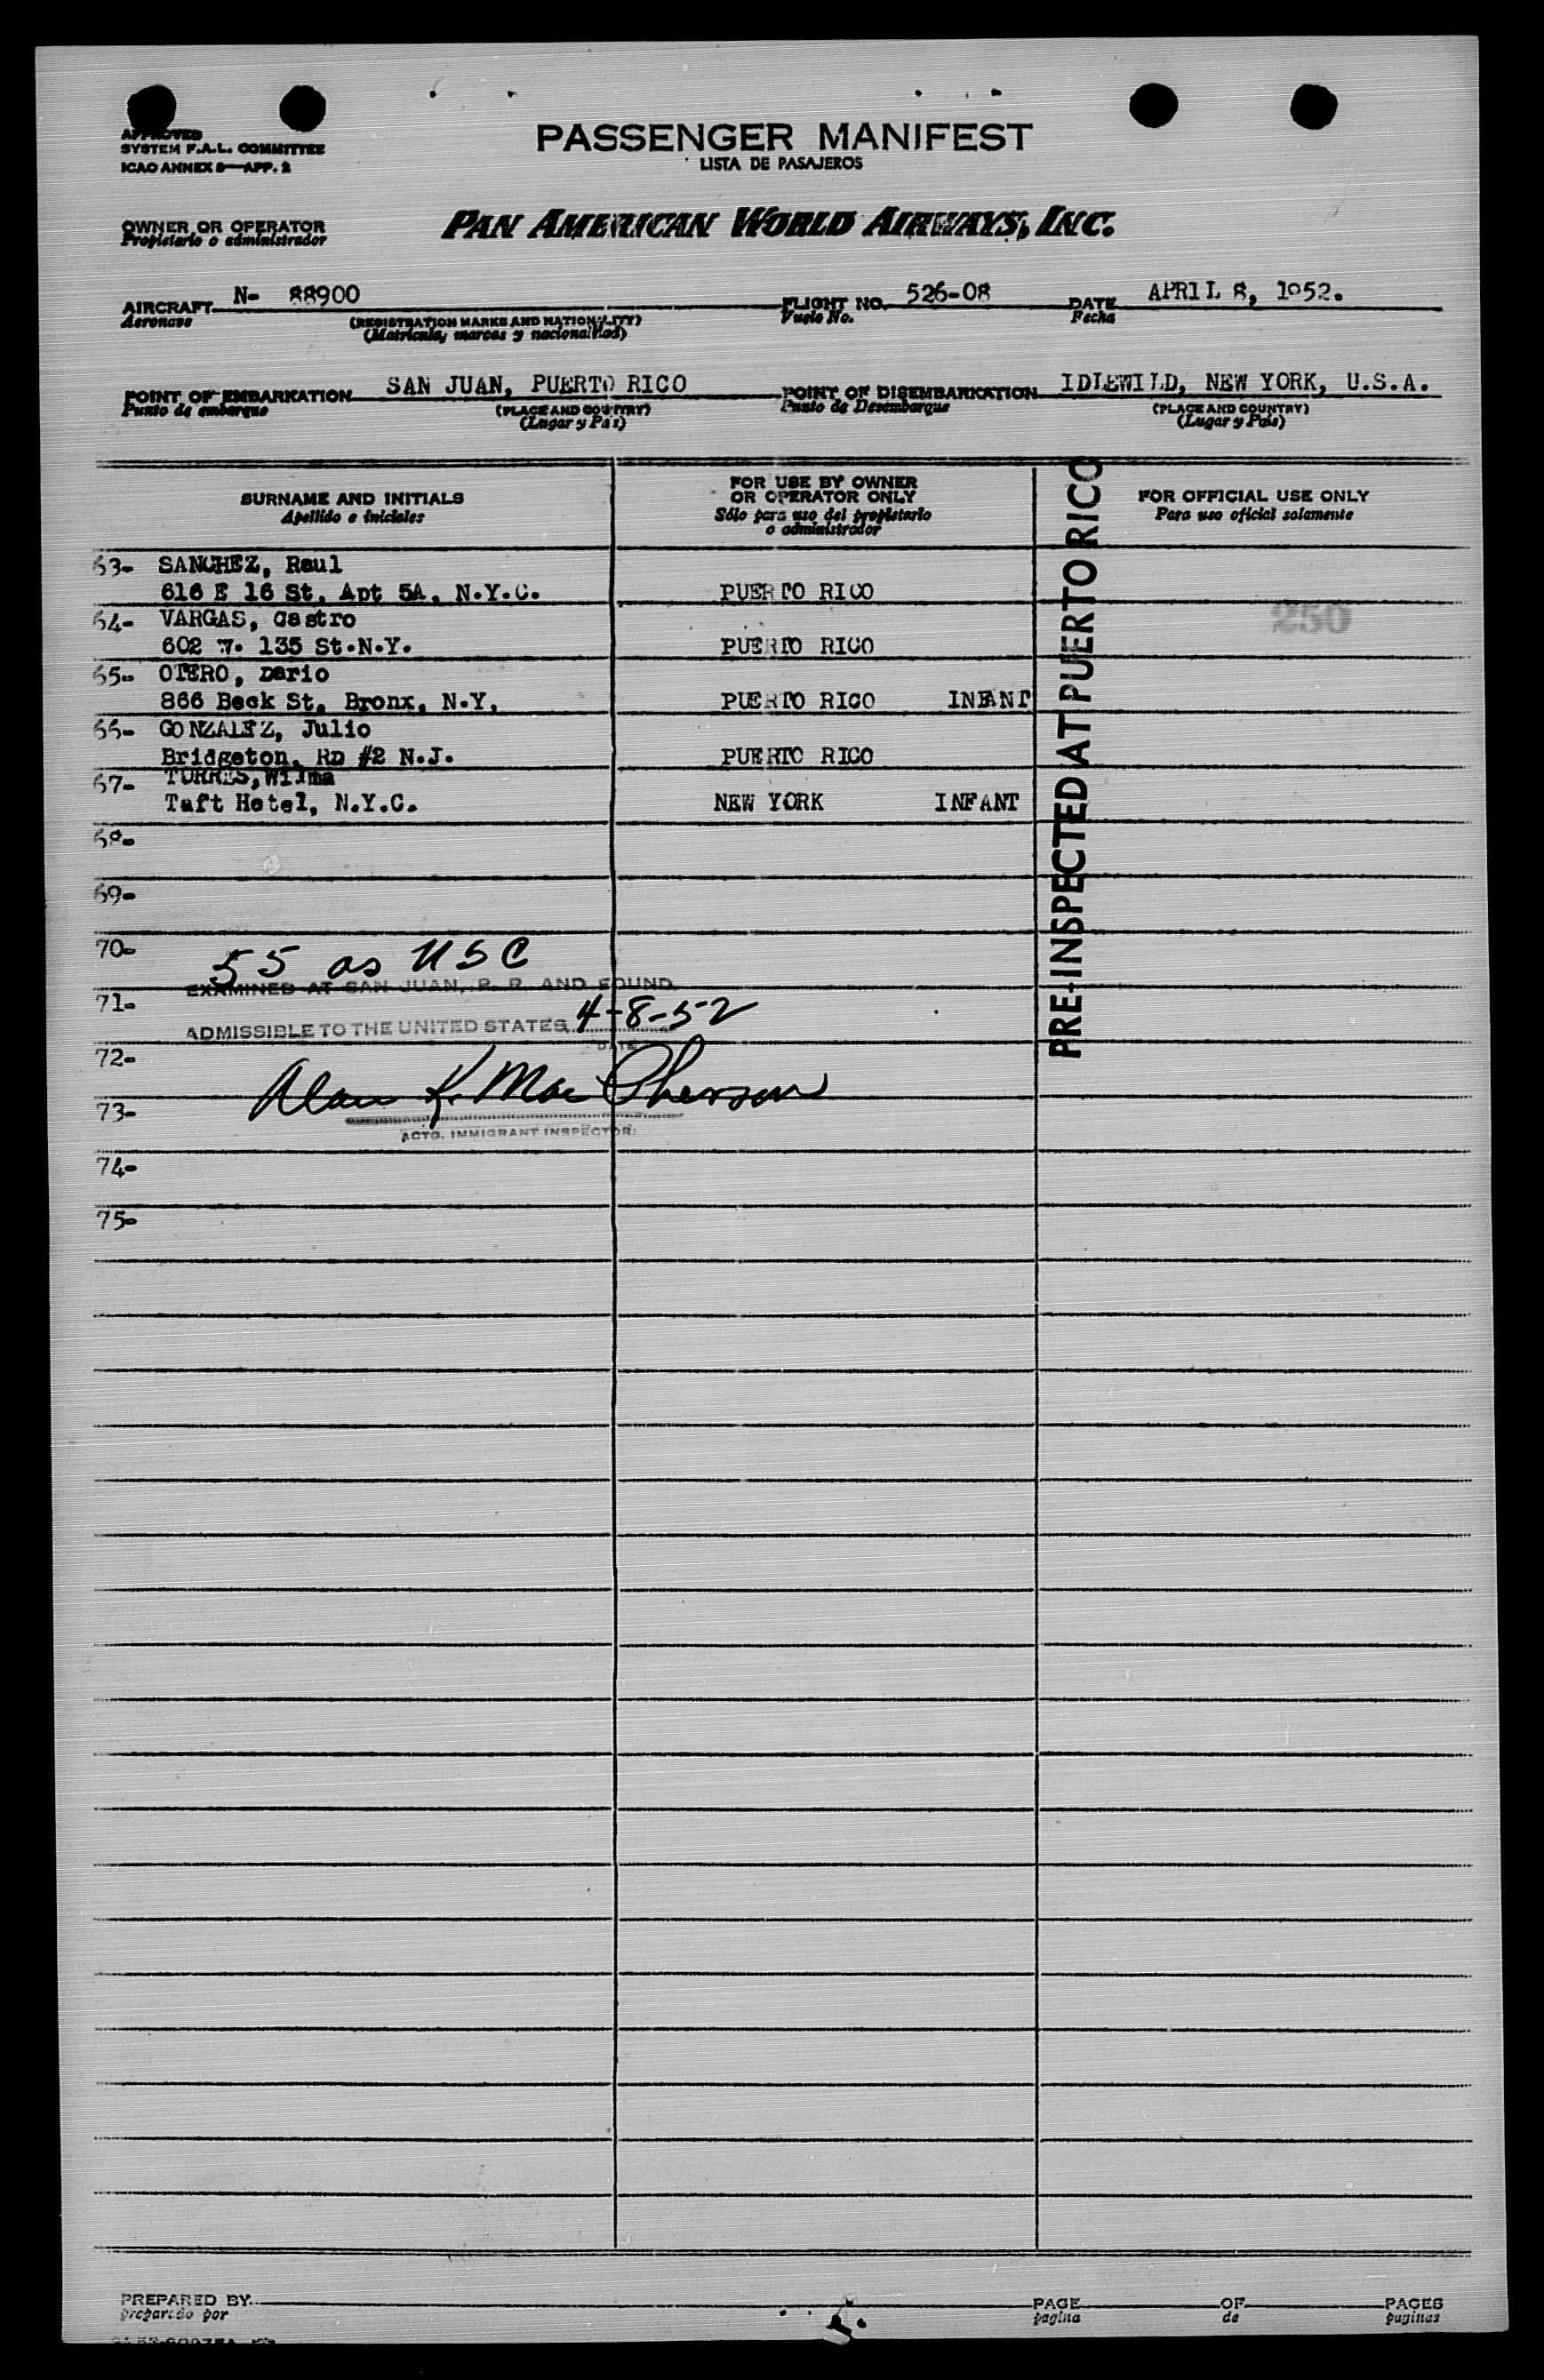 APPROVED
SYSTEM F.A.L. COMMITTEE
ICAO ANNEX 9—APP. 2
PASSENGER MANIFEST
LISTA DE PASAJEROS
OWNER OR OPERATOR
Propietario o administrador
PAN AMERICAN WORLD AIRWAYS, INC.
AIRCRAFT N- 88900
Aeronave
(REGISTRATION MARKS AND NATIONALITY)
(Matricula, marcas y nacionalidad)
FLIGHT NO. 526-08
Vuelo No.
DATE APRIL 8, 1952.
Fecha
POINT OF EMBARKATION SAN JUAN, PUERTO RICO
Punto de embarque
(PLACE AND COUNTRY)
(Lugar y Pais)
POINT OF DISEMBARKATION IDLEWILD, NEW YORK, U.S.A.
Punto de Desembarque
(PLACE AND COUNTRY)
(Lugar y Pais)
SURNAME AND INITIALS
Apellido e iniciales
FOR USE BY OWNER
OR OPERATOR ONLY
Sólo para uso del propietario
o administrador
FOR OFFICIAL USE ONLY
Para uso oficial solamente
PRE-INSPECTED AT PUERTO RICO
63- SANCHEZ, Raul
616 E 16 St. Apt 5A. N.Y.C. PUERTO RICO
250
64- VARGAS, Castro
602 W. 135 St.N.Y. PUERTO RICO
65- OTERO, Dario
866 Beck St. Bronx. N.Y. PUERTO RICO INFANT
66- GONZALEZ, Julio
Bridgeton. RD #2 N.J. PUERTO RICO
67- TORRES, Wilma
Taft Hotel, N.Y.C. NEW YORK INFANT
68-
69-
70-
55 as USC
EXAMINED AT SAN JUAN, P. R. AND FOUND
71-
ADMISSIBLE TO THE UNITED STATES 4-8-52
DATE
72-
Alan K. MacPherson
73-
ACTG. IMMIGRANT INSPECTOR
74-
75-
PREPARED BY
preparado por
PAGE OF PAGES
pagina de paginas